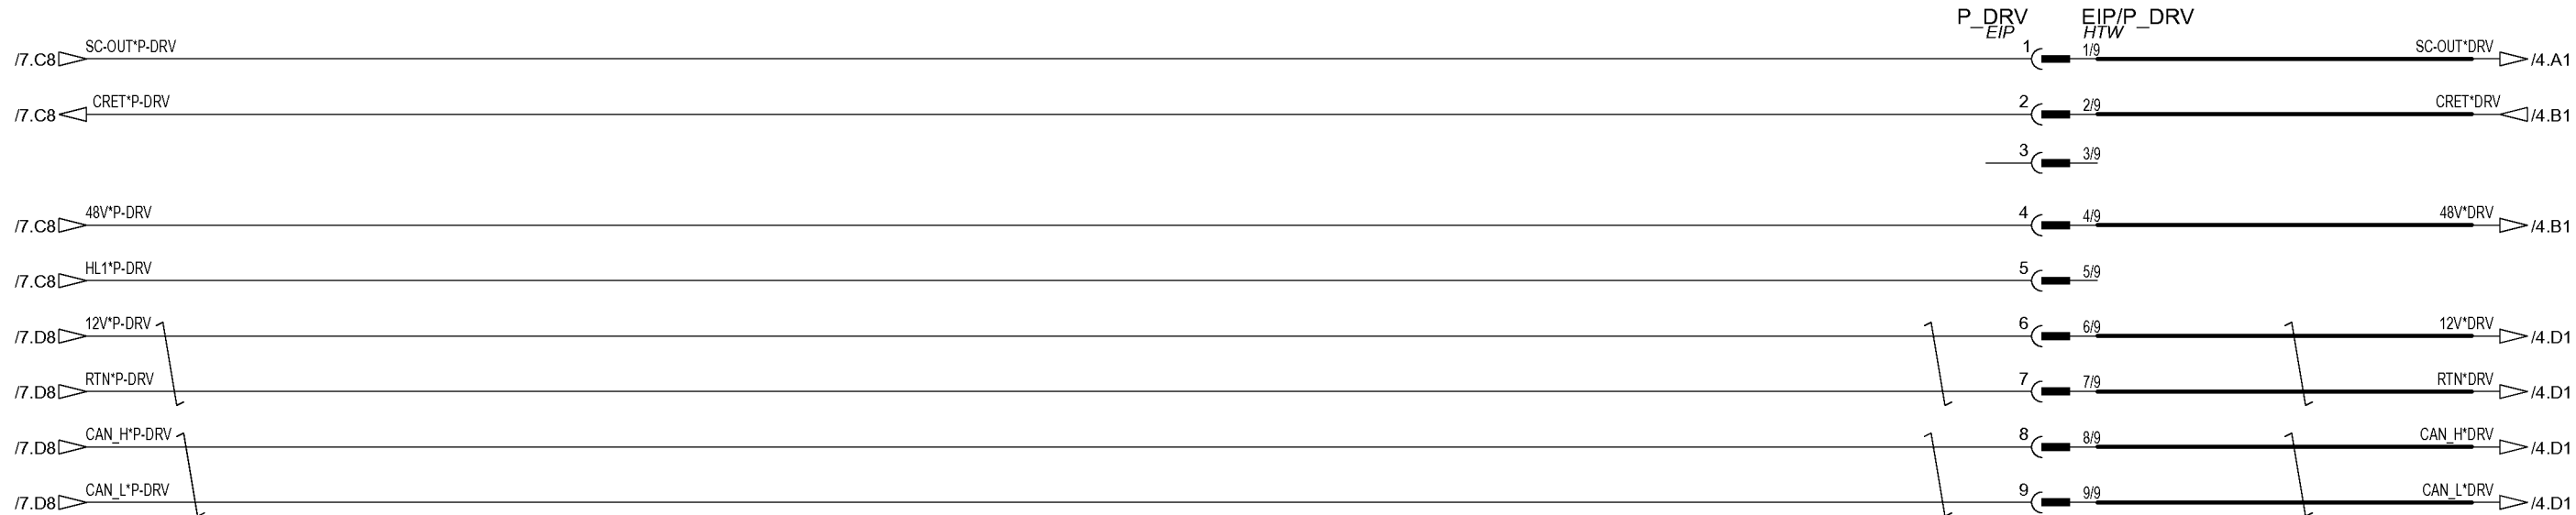 P_DRV EIP/P_DRV
EIP HTW
/7.C8 SC-OUT*P-DRV 1 1/9 SC-OUT*DRV /4.A1
/7.C8 CRET*P-DRV 2 2/9 CRET*DRV /4.B1
3 3/9
/7.C8 48V*P-DRV 4 4/9 48V*DRV /4.B1
/7.C8 HL1*P-DRV 5 5/9
/7.D8 12V*P-DRV 6 6/9 12V*DRV /4.D1
/7.D8 RTN*P-DRV 7 7/9 RTN*DRV /4.D1
/7.D8 CAN_H*P-DRV 8 8/9 CAN_H*DRV /4.D1
/7.D8 CAN_L*P-DRV 9 9/9 CAN_L*DRV /4.D1